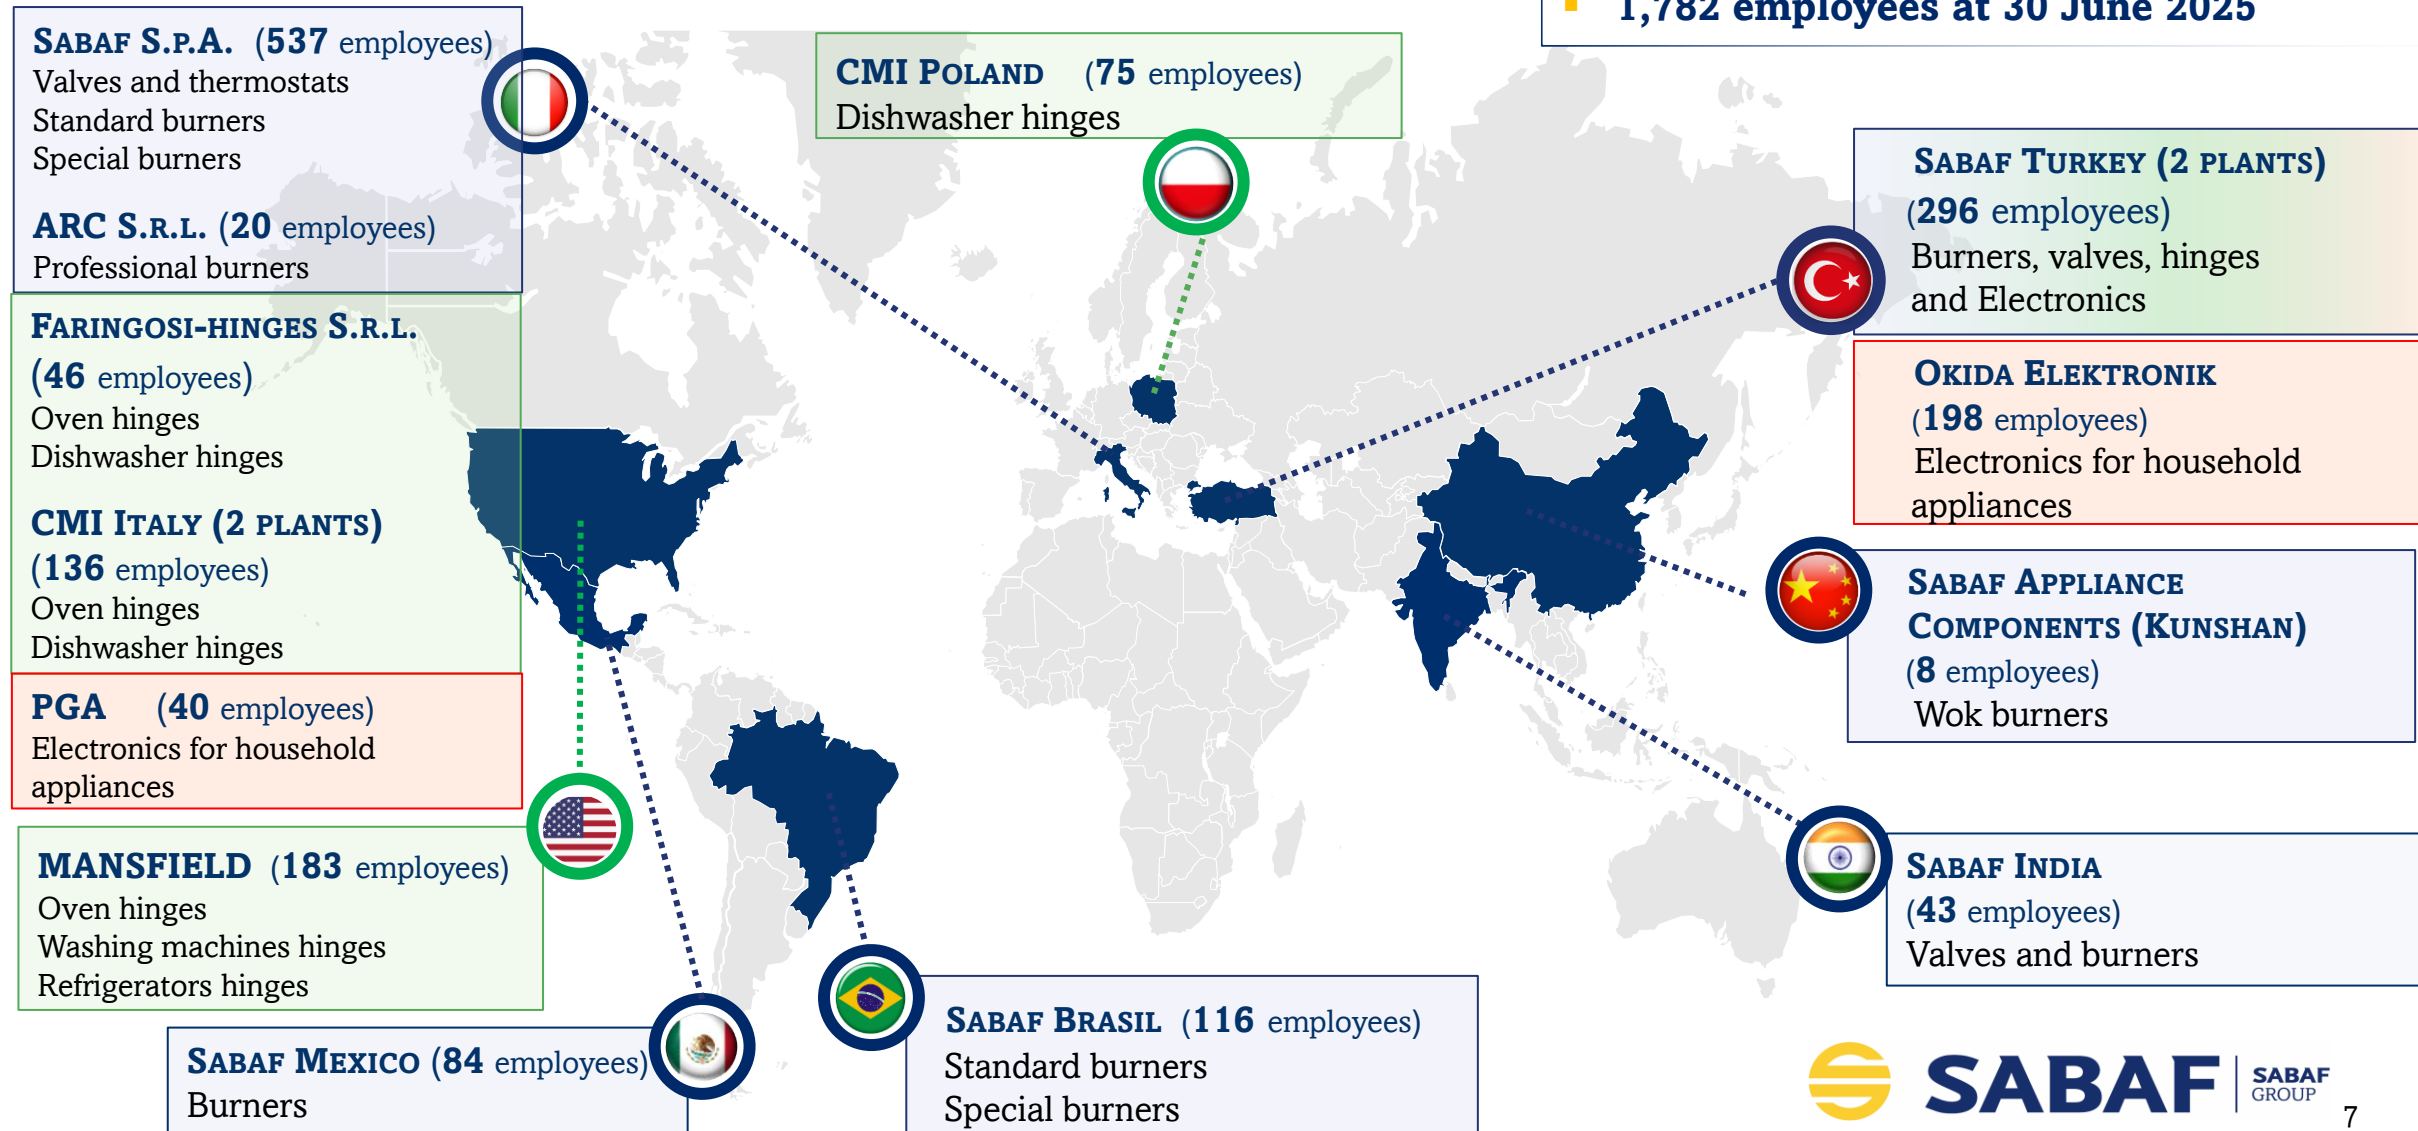 1,782 employees at 30 June 2025
SABAF S.P.A. (537 employees)
Valves and thermostats
Standard burners
Special burners
ARC S.R.L. (20 employees)
Professional burners
FARINGOSI-HINGES S.R.L.
(46 employees)
Oven hinges
Dishwasher hinges
CMI ITALY (2 PLANTS)
(136 employees)
Oven hinges
Dishwasher hinges
PGA (40 employees)
Electronics for household
appliances
MANSFIELD (183 employees)
Oven hinges
Washing machines hinges
Refrigerators hinges
SABAF MEXICO (84 employees)
Burners
CMI POLAND (75 employees)
Dishwasher hinges
SABAF BRASIL (116 employees)
Standard burners
Special burners
SABAF TURKEY (2 PLANTS)
(296 employees)
Burners, valves, hinges
and Electronics
OKIDA ELEKTRONIK
(198 employees)
Electronics for household
appliances
SABAF APPLIANCE
COMPONENTS (KUNSHAN)
(8 employees)
Wok burners
SABAF INDIA
(43 employees)
Valves and burners
SABAF
SABAF
GROUP
7